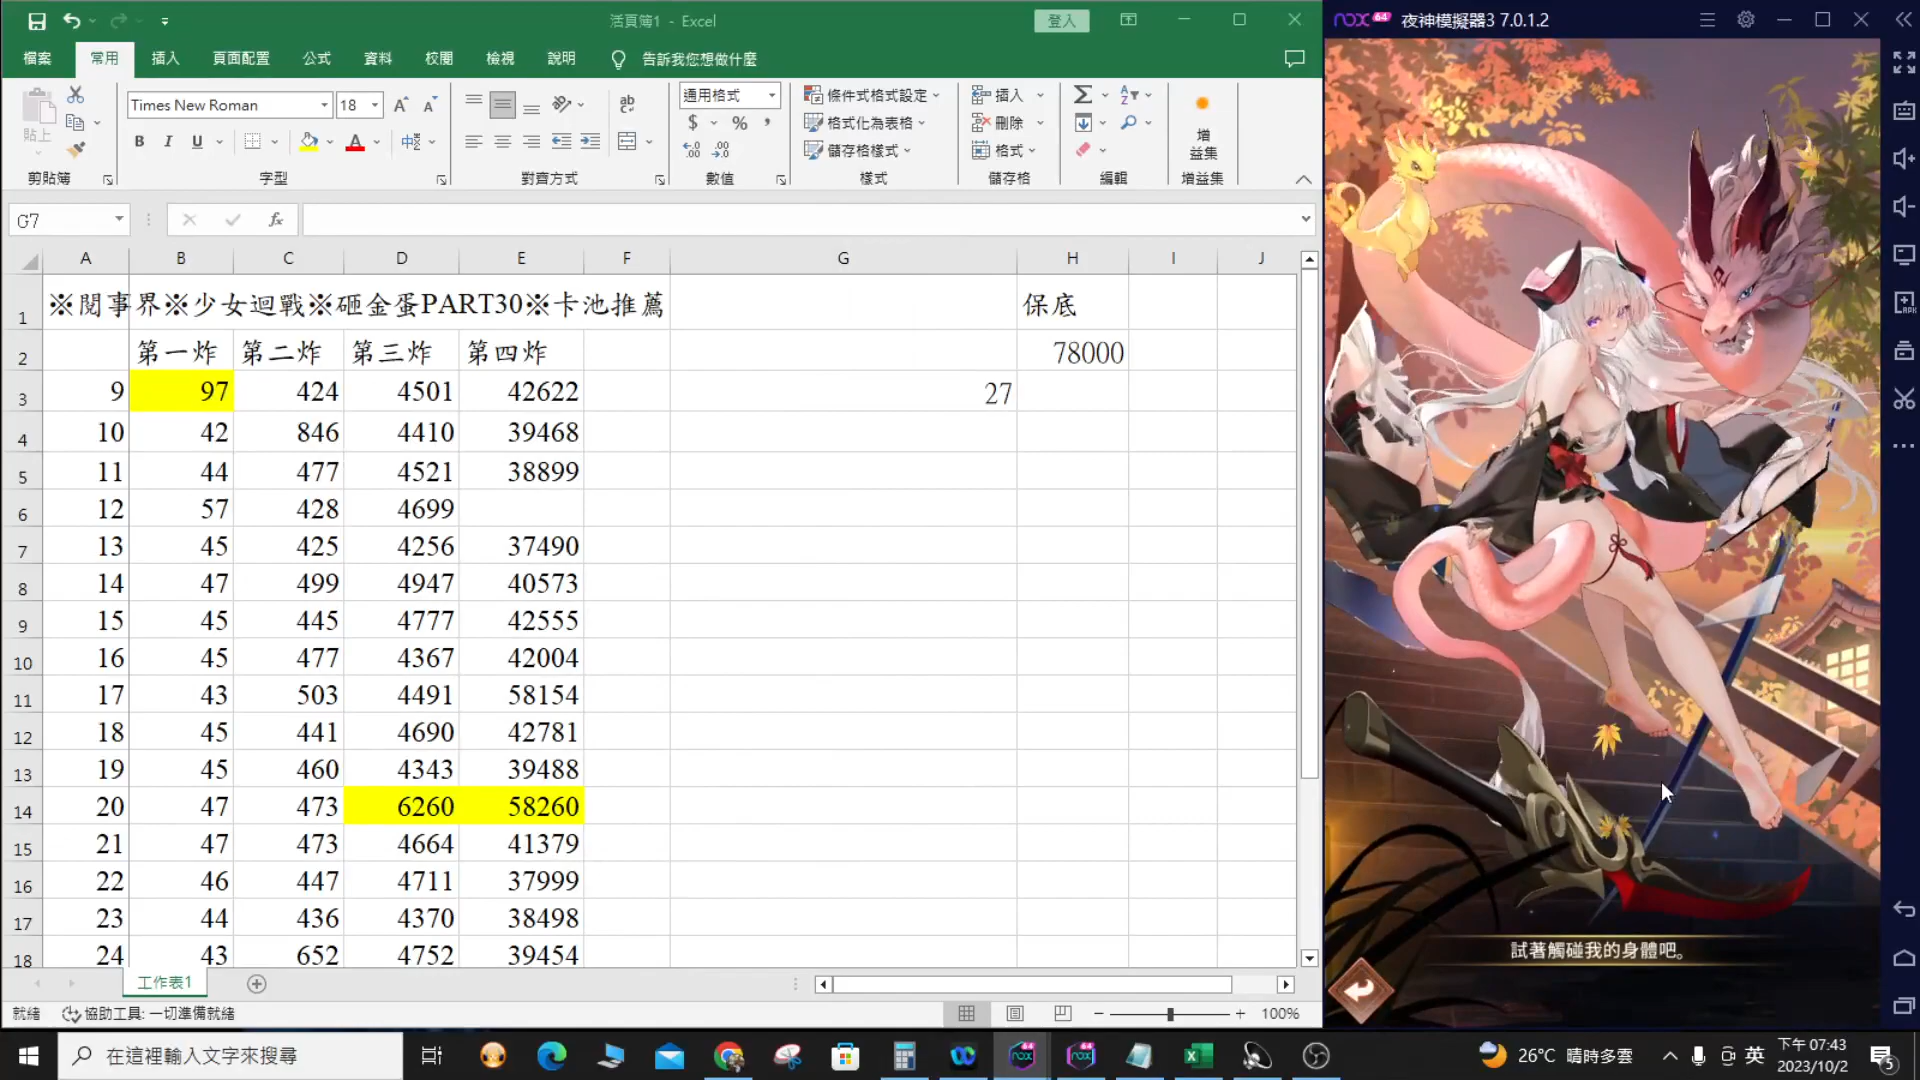 活頁簿1 - Excel
登入
檔案 常用 插入 頁面配置 公式 資料 校閱 檢視 說明 告訴我您想做什麼
貼上
剪貼簿
Times New Roman 18
B I U
字型
對齊方式
通用格式
$ % ,
數值
條件式格式設定
格式化為表格
儲存格樣式
樣式
插入
刪除
格式
儲存格
編輯
增
益集
增益集
G7
fx
A B C D E F G H I J
1 ※閱事界※少女迴戰※砸金蛋PART30※卡池推薦 保底
2 第一炸 第二炸 第三炸 第四炸 78000
3 9 97 424 4501 42622 27
4 10 42 846 4410 39468
5 11 44 477 4521 38899
6 12 57 428 4699
7 13 45 425 4256 37490
8 14 47 499 4947 40573
9 15 45 445 4777 42555
10 16 45 477 4367 42004
11 17 43 503 4491 58154
12 18 45 441 4690 42781
13 19 45 460 4343 39488
14 20 47 473 6260 58260
15 21 47 473 4664 41379
16 22 46 447 4711 37999
17 23 44 436 4370 38498
18 24 43 652 4752 39454
工作表1
就緒 協助工具: 一切準備就緒
100%
nox 64 夜神模擬器3 7.0.1.2
試著觸碰我的身體吧。
在這裡輸入文字來搜尋
26°C 晴時多雲
英
下午 07:43
2023/10/2
5